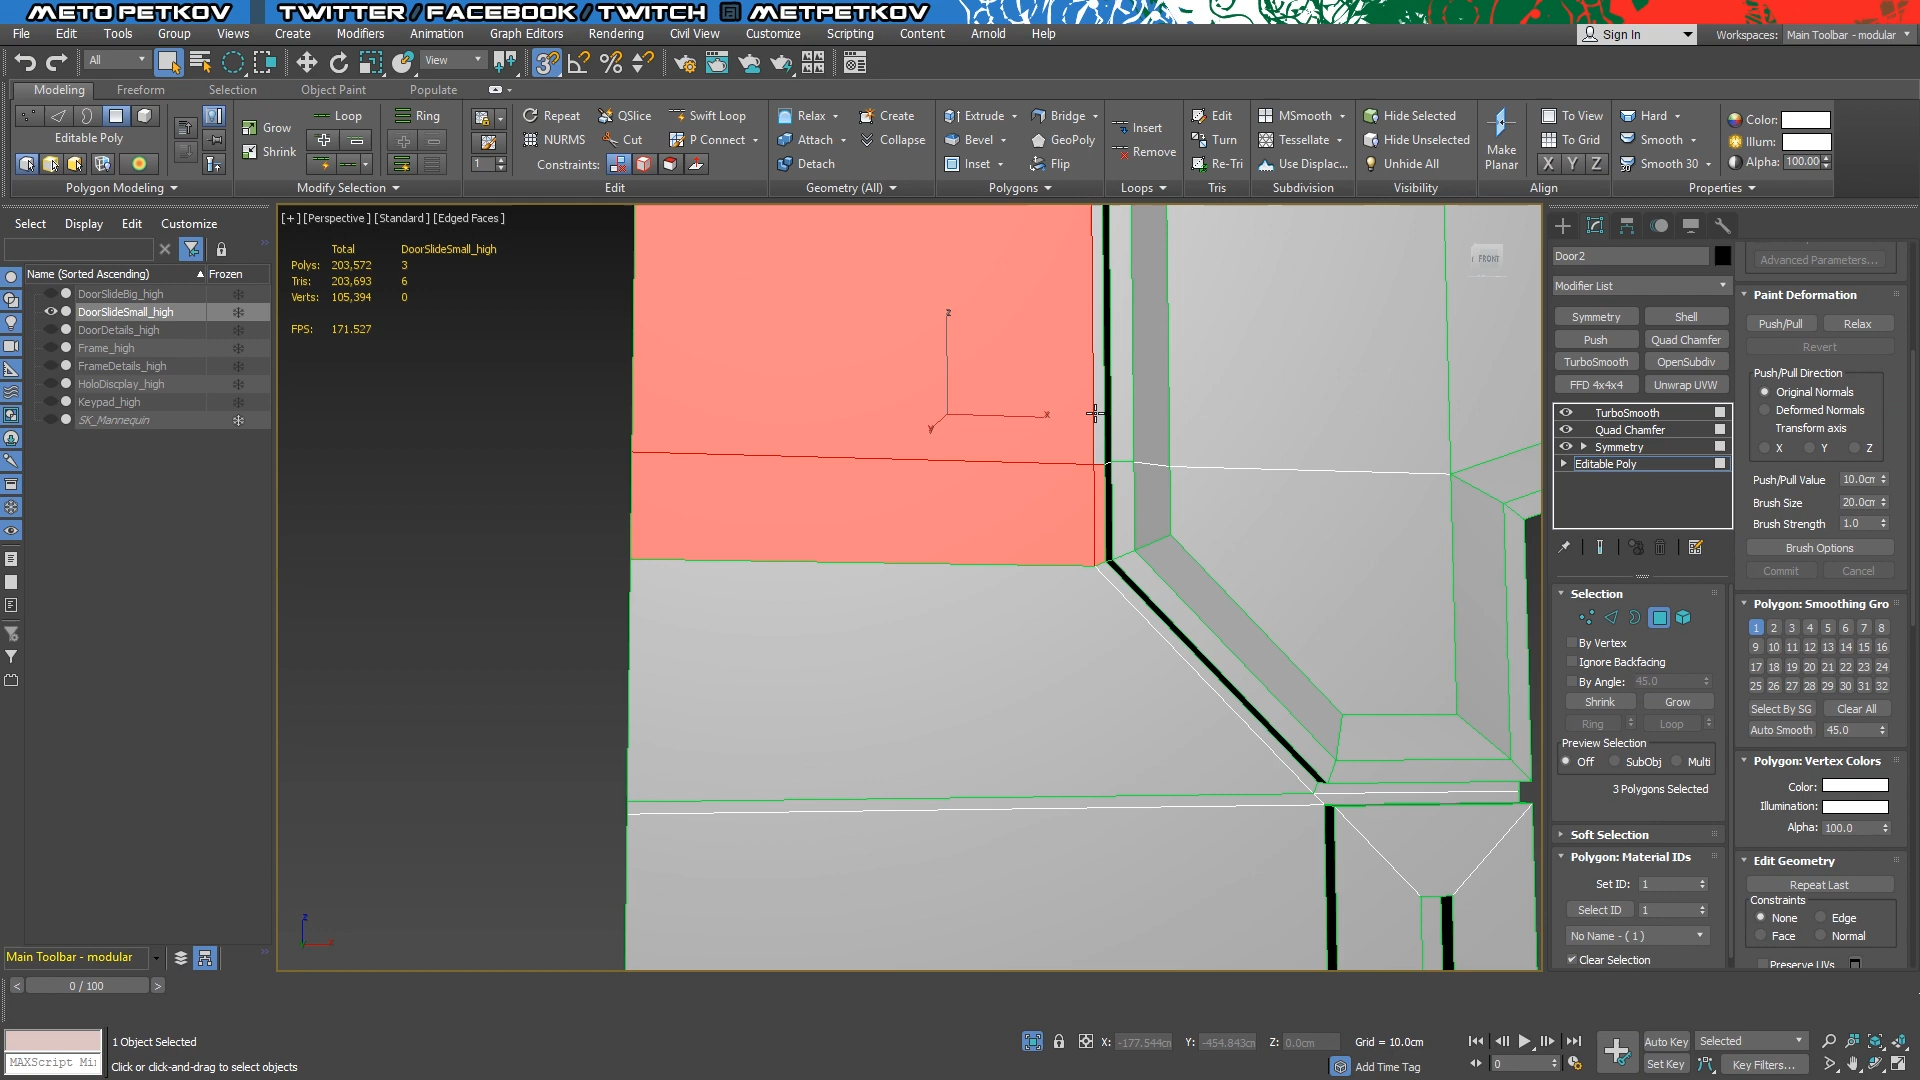 METO PETKOV TWITTER / FACEBOOK / TWITCH @ METPETKOV
File Edit Tools Group Views Create Modifiers Animation Graph Editors Rendering Civil View Customize Scripting Content Arnold Help
Sign In Workspaces: Main Toolbar - modular
All View
Modeling Freeform Selection Object Paint Populate
Loop Ring Repeat QSlice Swift Loop Relax Create Extrude Bridge Edit MSmooth Hide Selected To View Hard Color:
Editable Poly Grow NURMS Cut P Connect Attach Collapse Bevel GeoPoly Insert Turn Tessellate Hide Unselected To Grid Smooth Illum:
Shrink 1 Constraints: Detach Inset Flip Remove Re-Tri Use Displac... Unhide All Make Planar X Y Z Smooth 30 Alpha: 100.00
Polygon Modeling Modify Selection Edit Geometry (All) Polygons Loops Tris Subdivision Visibility Align Properties
Select Display Edit Customize
Name (Sorted Ascending) Frozen
DoorSlideBig_high
DoorSlideSmall_high
DoorDetails_high
Frame_high
FrameDetails_high
HoloDiscplay_high
Keypad_high
SK_Mannequin
Main Toolbar - modular
[+] [Perspective ] [Standard ] [Edged Faces ]
Total DoorSlideSmall_high
Polys: 203,572 3
Tris: 203,693 6
Verts: 105,394 0
FPS: 171.527
z
x
y
FRONT
z
x
Door2
Modifier List
Symmetry Shell
Push Quad Chamfer
TurboSmooth OpenSubdiv
FFD 4x4x4 Unwrap UVW
TurboSmooth
Quad Chamfer
Symmetry
Editable Poly
Selection
By Vertex
Ignore Backfacing
By Angle: 45.0
Shrink Grow
Ring Loop
Preview Selection
Off SubObj Multi
3 Polygons Selected
Soft Selection
Polygon: Material IDs
Set ID: 1
Select ID 1
No Name - ( 1 )
Clear Selection
Advanced Parameters...
Paint Deformation
Push/Pull Relax
Revert
Push/Pull Direction
Original Normals
Deformed Normals
Transform axis
X Y Z
Push/Pull Value 10.0cm
Brush Size 20.0cm
Brush Strength 1.0
Brush Options
Commit Cancel
Polygon: Smoothing Gro
1 2 3 4 5 6 7 8
9 10 11 12 13 14 15 16
17 18 19 20 21 22 23 24
25 26 27 28 29 30 31 32
Select By SG Clear All
Auto Smooth 45.0
Polygon: Vertex Colors
Color:
Illumination:
Alpha: 100.0
Edit Geometry
Repeat Last
Constraints
None Edge
Face Normal
Preserve UVs
< 0 / 100 >
MAXScript Mi
1 Object Selected
Click or click-and-drag to select objects
X: -177.544cm Y: -454.843cm Z: 0.0cm Grid = 10.0cm
Add Time Tag
0
Auto Key Selected
Set Key Key Filters...